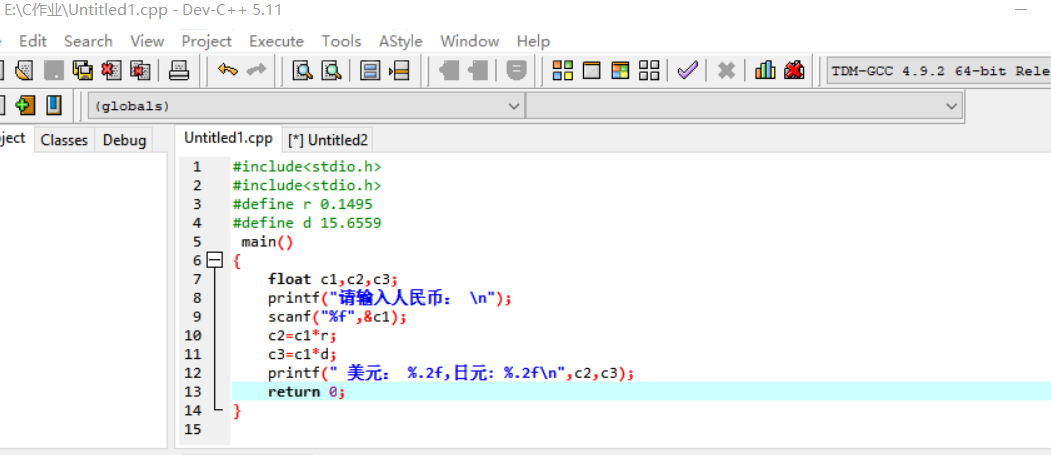 E:\C作业\Untitled1.cpp - Dev-C++ 5.11
Edit Search View Project Execute Tools AStyle Window Help
TDM-GCC 4.9.2 64-bit Rele
(globals)
ject Classes Debug Untitled1.cpp [*] Untitled2
1 #include<stdio.h>
2 #include<stdio.h>
3 #define r 0.1495
4 #define d 15.6559
5 main()
6 {
7 float c1,c2,c3;
8 printf("请输入人民币： \n");
9 scanf("%f",&c1);
10 c2=c1*r;
11 c3=c1*d;
12 printf(" 美元： %.2f,日元：%.2f\n",c2,c3);
13 return 0;
14 }
15